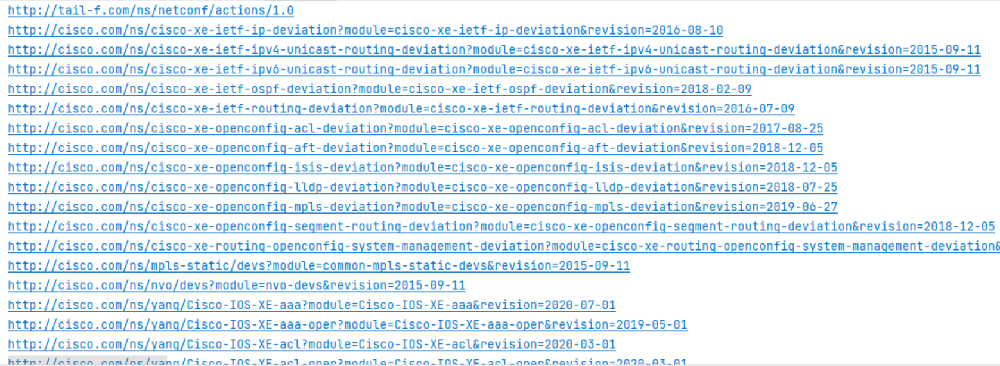 http://tail-f.com/ns/netconf/actions/1.0
http://cisco.com/ns/cisco-xe-ietf-ip-deviation?module=cisco-xe-ietf-ip-deviation&revision=2016-08-10
http://cisco.com/ns/cisco-xe-ietf-ipv4-unicast-routing-deviation?module=cisco-xe-ietf-ipv4-unicast-routing-deviation&revision=2015-09-11
http://cisco.com/ns/cisco-xe-ietf-ipv6-unicast-routing-deviation?module=cisco-xe-ietf-ipv6-unicast-routing-deviation&revision=2015-09-11
http://cisco.com/ns/cisco-xe-ietf-ospf-deviation?module=cisco-xe-ietf-ospf-deviation&revision=2018-02-09
http://cisco.com/ns/cisco-xe-ietf-routing-deviation?module=cisco-xe-ietf-routing-deviation&revision=2016-07-09
http://cisco.com/ns/cisco-xe-openconfig-acl-deviation?module=cisco-xe-openconfig-acl-deviation&revision=2017-08-25
http://cisco.com/ns/cisco-xe-openconfig-aft-deviation?module=cisco-xe-openconfig-aft-deviation&revision=2018-12-05
http://cisco.com/ns/cisco-xe-openconfig-isis-deviation?module=cisco-xe-openconfig-isis-deviation&revision=2018-12-05
http://cisco.com/ns/cisco-xe-openconfig-lldp-deviation?module=cisco-xe-openconfig-lldp-deviation&revision=2018-07-25
http://cisco.com/ns/cisco-xe-openconfig-mpls-deviation?module=cisco-xe-openconfig-mpls-deviation&revision=2019-06-27
http://cisco.com/ns/cisco-xe-openconfig-segment-routing-deviation?module=cisco-xe-openconfig-segment-routing-deviation&revision=2018-12-05
http://cisco.com/ns/cisco-xe-routing-openconfig-system-management-deviation?module=cisco-xe-routing-openconfig-system-management-deviation&
http://cisco.com/ns/mpls-static/devs?module=common-mpls-static-devs&revision=2015-09-11
http://cisco.com/ns/nvo/devs?module=nvo-devs&revision=2015-09-11
http://cisco.com/ns/yang/Cisco-IOS-XE-aaa?module=Cisco-IOS-XE-aaa&revision=2020-07-01
http://cisco.com/ns/yang/Cisco-IOS-XE-aaa-oper?module=Cisco-IOS-XE-aaa-oper&revision=2019-05-01
http://cisco.com/ns/yang/Cisco-IOS-XE-acl?module=Cisco-IOS-XE-acl&revision=2020-03-01
http://cisco.com/ns/yang/Cisco-IOS-XE-acl-oper?module=Cisco-IOS-XE-acl-oper&revision=2020-03-01